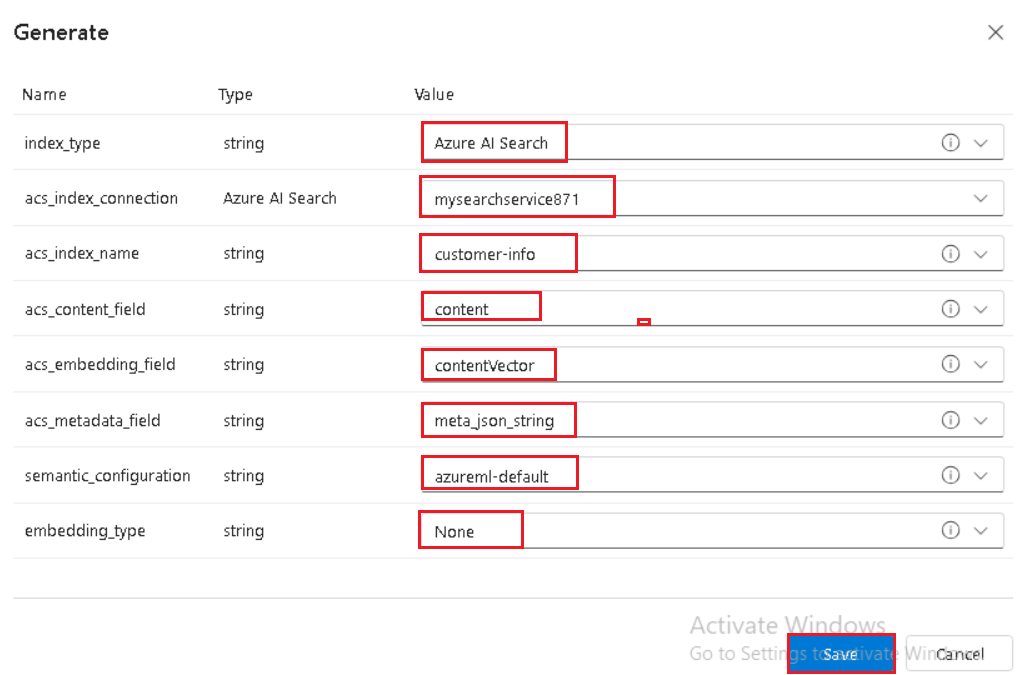 Generate
Name Type Value
index_type string Azure AI Search
acs_index_connection Azure AI Search mysearchservice871
acs_index_name string customer-info
acs_content_field string content
acs_embedding_field string contentVector
acs_metadata_field string meta_json_string
semantic_configuration string azureml-default
embedding_type string None
Activate Windows
Go to Settings to activate Windows.
Save Cancel